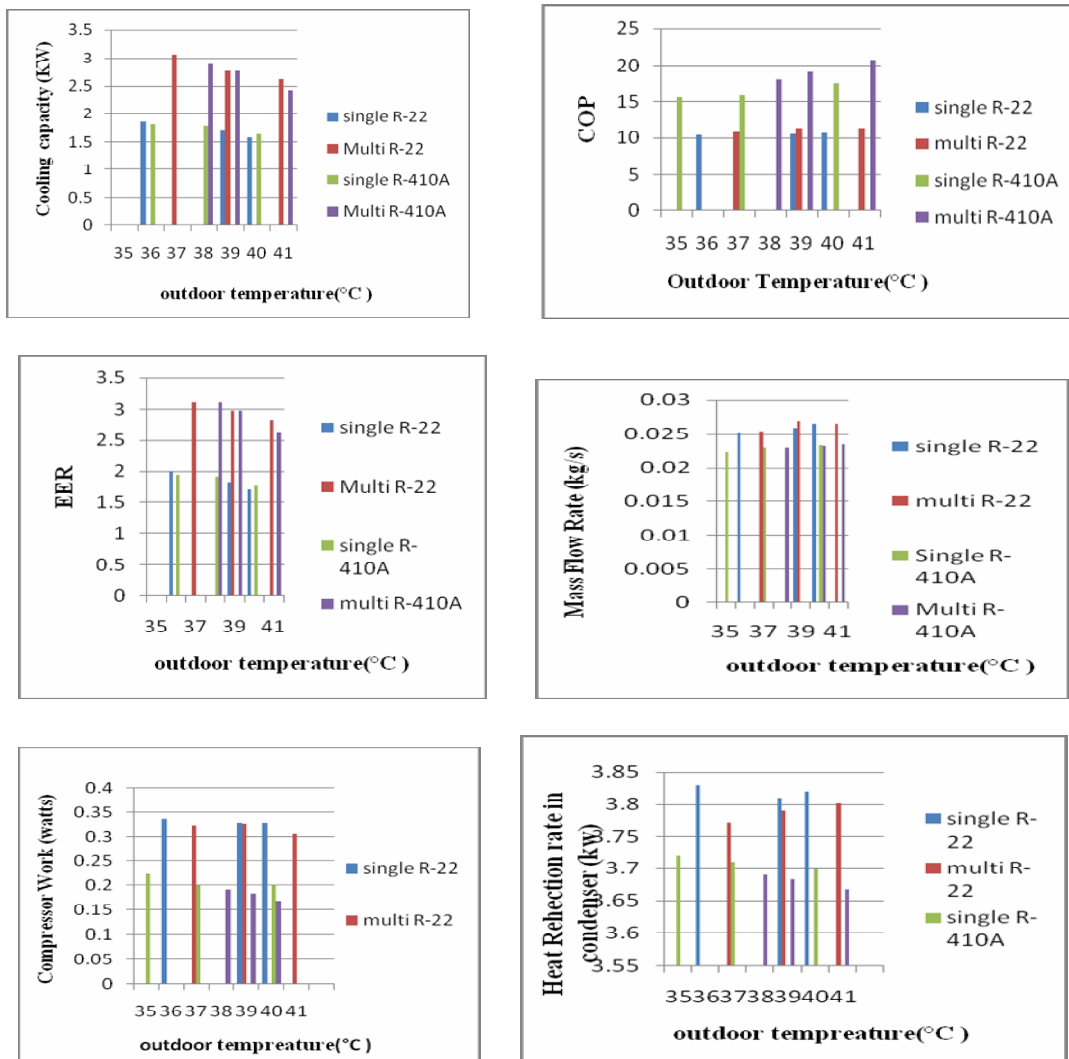 Cooling capacity (KW)
3.5
3
2.5
2
1.5
1
0.5
0
35 36 37 38 39 40 41
outdoor temperature(°C )
single R-22
Multi R-22
single R-410A
Multi R-410A
COP
25
20
15
10
5
0
35 36 37 38 39 40 41
Outdoor Temperature(°C )
single R-22
multi R-22
single R-410A
multi R-410A
EER
3.5
3
2.5
2
1.5
1
0.5
0
35 37 39 41
outdoor temperature(°C )
single R-22
Multi R-22
single R-
410A
multi R-410A
Mass Flow Rate (kg/s)
0.03
0.025
0.02
0.015
0.01
0.005
0
35 37 39 41
outdoor temperature(°C )
single R-22
multi R-22
Single R-
410A
Multi R-
410A
Compressor Work (watts)
0.4
0.35
0.3
0.25
0.2
0.15
0.1
0.05
0
35 36 37 38 39 40 41
outdoor tempreature(°C )
single R-22
multi R-22
Heat Rehection rate in
condenser (kw)
3.85
3.8
3.75
3.7
3.65
3.6
3.55
35 36 37 38 39 40 41
outdoor tempreature(°C )
single R-
22
multi R-
22
single R-
410A